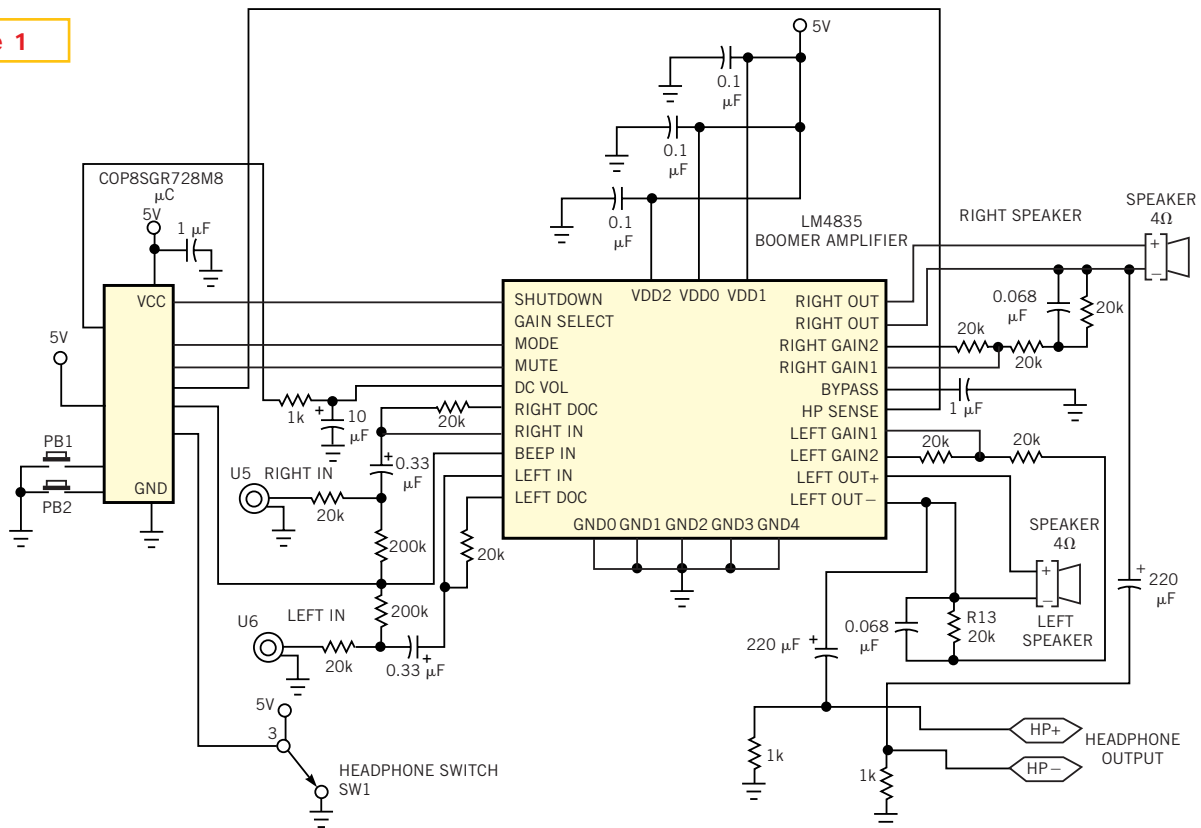 e 1
5V
0.1
µF
0.1
µF
0.1
µF
COP8SGR728M8
µC
5V
1 µF
LM4835
BOOMER AMPLIFIER
RIGHT SPEAKER
SPEAKER
4Ω
+
−
VCC
5V
PB1
PB2
GND
SHUTDOWN
GAIN SELECT
MODE
MUTE
DC VOL
RIGHT DOC
RIGHT IN
BEEP IN
LEFT IN
LEFT DOC
VDD2 VDD0 VDD1
RIGHT OUT
RIGHT OUT
RIGHT GAIN2
RIGHT GAIN1
BYPASS
HP SENSE
LEFT GAIN1
LEFT GAIN2
LEFT OUT+
LEFT OUT−
GND0 GND1 GND2 GND3 GND4
0.068
µF
20k
20k
20k
1 µF
20k
20k
1k
+
10
µF
20k
+
0.33
µF
U5 RIGHT IN
20k
200k
20k
200k
U6
LEFT IN
20k
0.33 µF
+
SPEAKER
4Ω
+
−
LEFT
SPEAKER
+
220
µF
R13
20k
0.068
µF
220 µF
+
5V
3
HEADPHONE SWITCH
SW1
1k
1k
HP+
HP−
HEADPHONE
OUTPUT